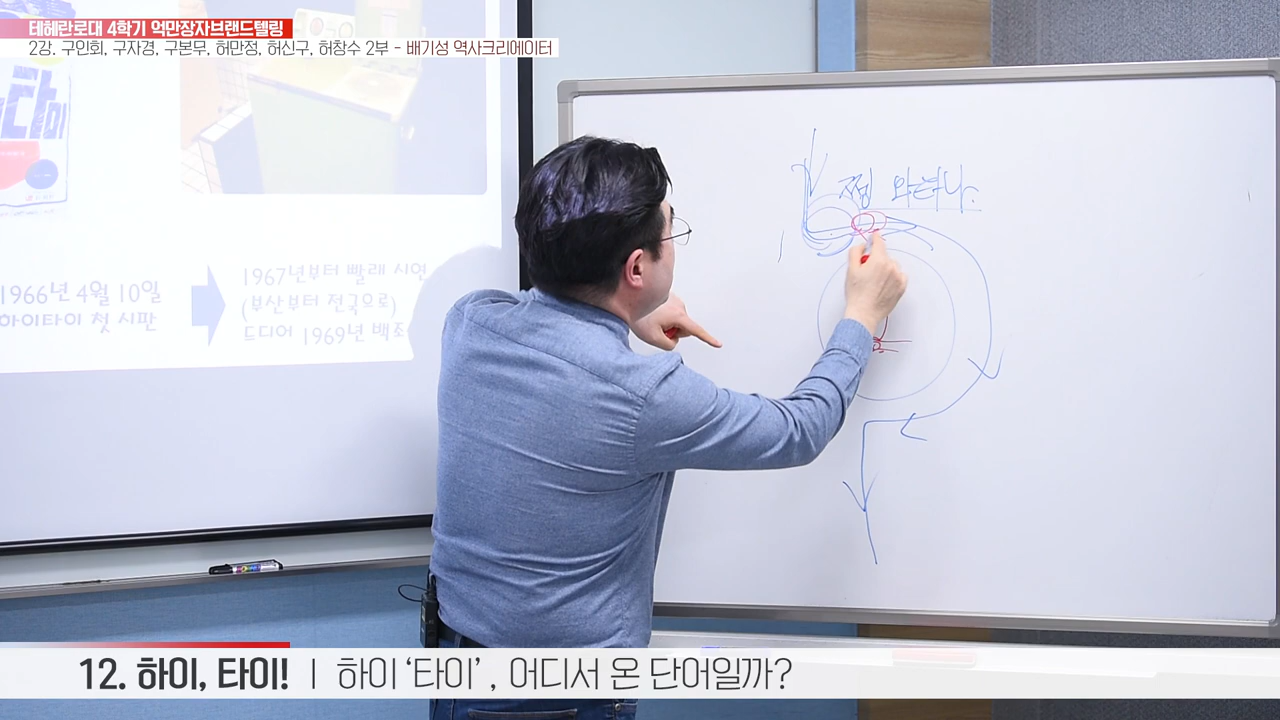 테헤란로대 4학기 억만장자브랜드텔링
2강. 구인회, 구자경, 구본무, 허만정, 허신구, 허창수 2부 - 배기성 역사크리에이터
1966년 4월 10일
하이타이 첫 시판
1967년부터 빨래 시연
(부산부터 전국으로)
드디어 1969년 백조
12. 하이, 타이! | 하이 ‘타이’, 어디서 온 단어일까?